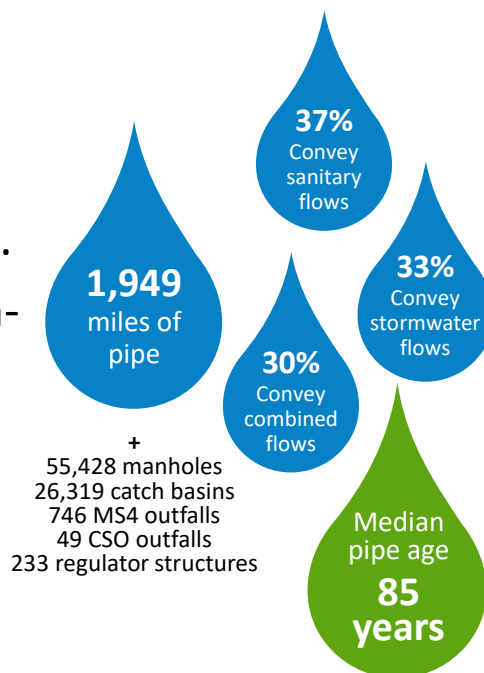 .
-
1,949
miles of
pipe
+
55,428 manholes
26,319 catch basins
746 MS4 outfalls
49 CSO outfalls
233 regulator structures
37%
Convey
sanitary
flows
33%
Convey
stormwater
flows
30%
Convey
combined
flows
Median
pipe age
85
years